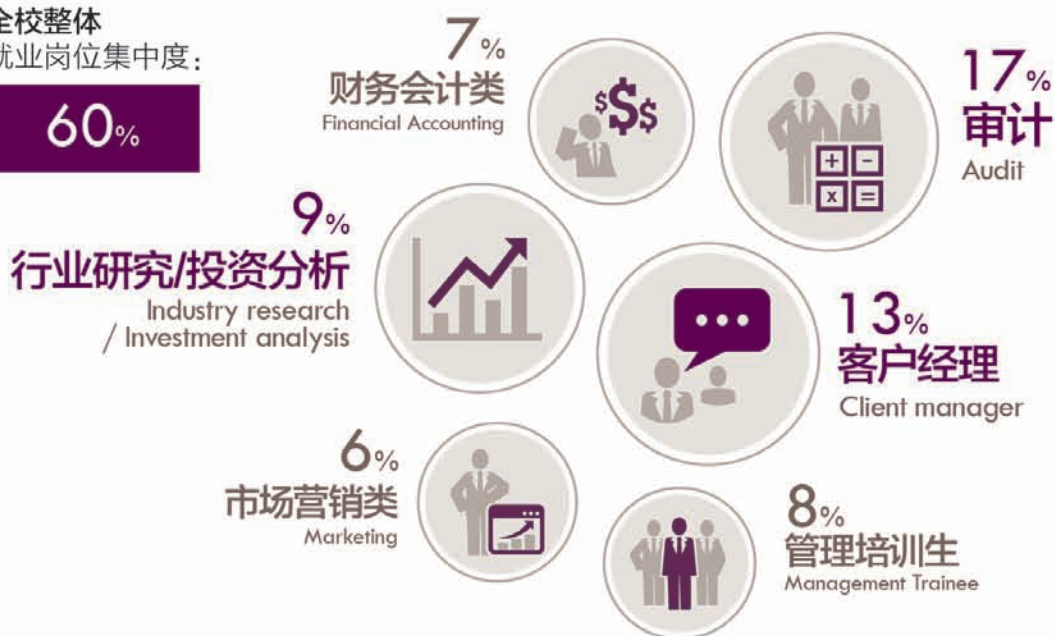 全校整体
就业岗位集中度：
60%
7%
财务会计类
Financial Accounting
17%
审计
Audit
9%
行业研究/投资分析
Industry research
/ Investment analysis
13%
客户经理
Client manager
6%
市场营销类
Marketing
8%
管理培训生
Management Trainee
$$$
+ -
x =